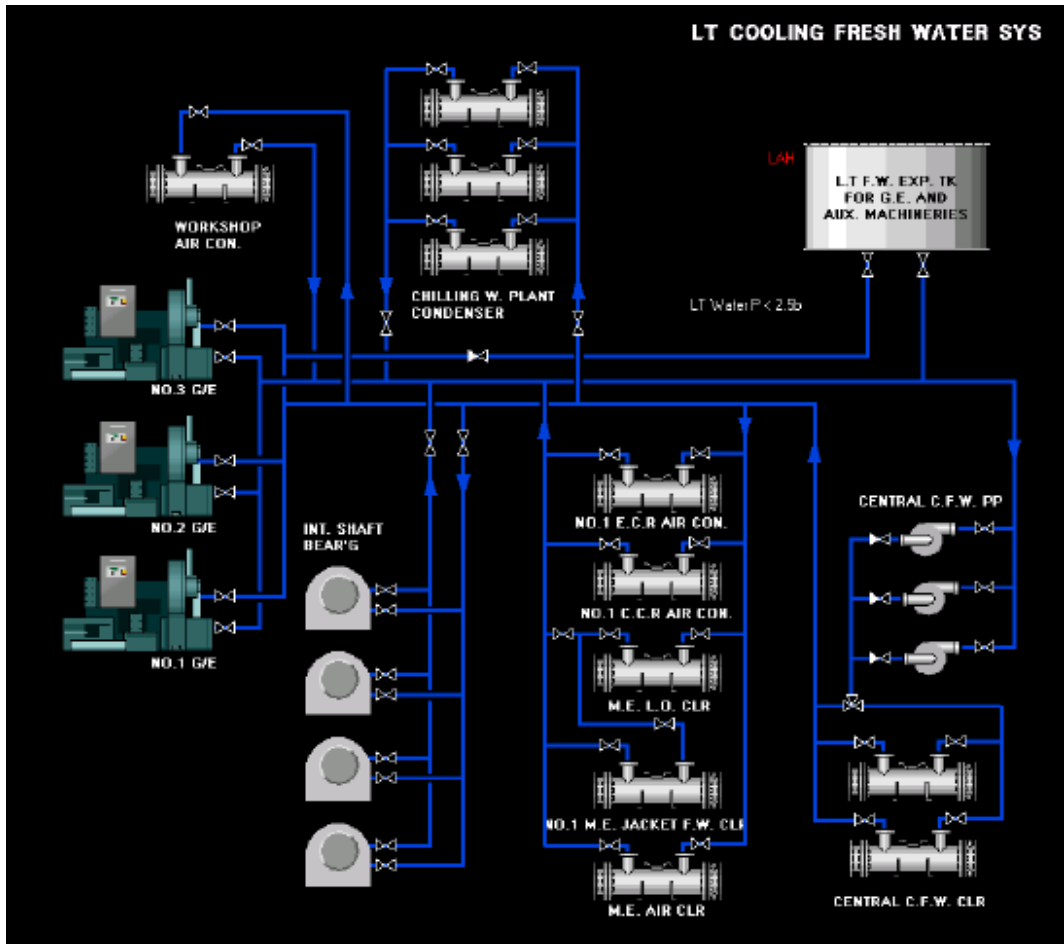 LT COOLING FRESH WATER SYS
LAH
L.T F.W. EXP. TK
FOR G.E. AND
AUX. MACHINERIES
WORKSHOP
AIR CON.
CHILLING W. PLANT
CONDENSER
LT Water P < 2.5b
NO.3 G/E
NO.2 G/E
NO.1 G/E
INT. SHAFT
BEAR'G
NO.1 E.C.R AIR CON.
NO.1 C.C.R AIR CON.
M.E. L.O. CLR
NO.1 M.E. JACKET F.W. CLR
M.E. AIR CLR
CENTRAL C.F.W. PP
CENTRAL C.F.W. CLR